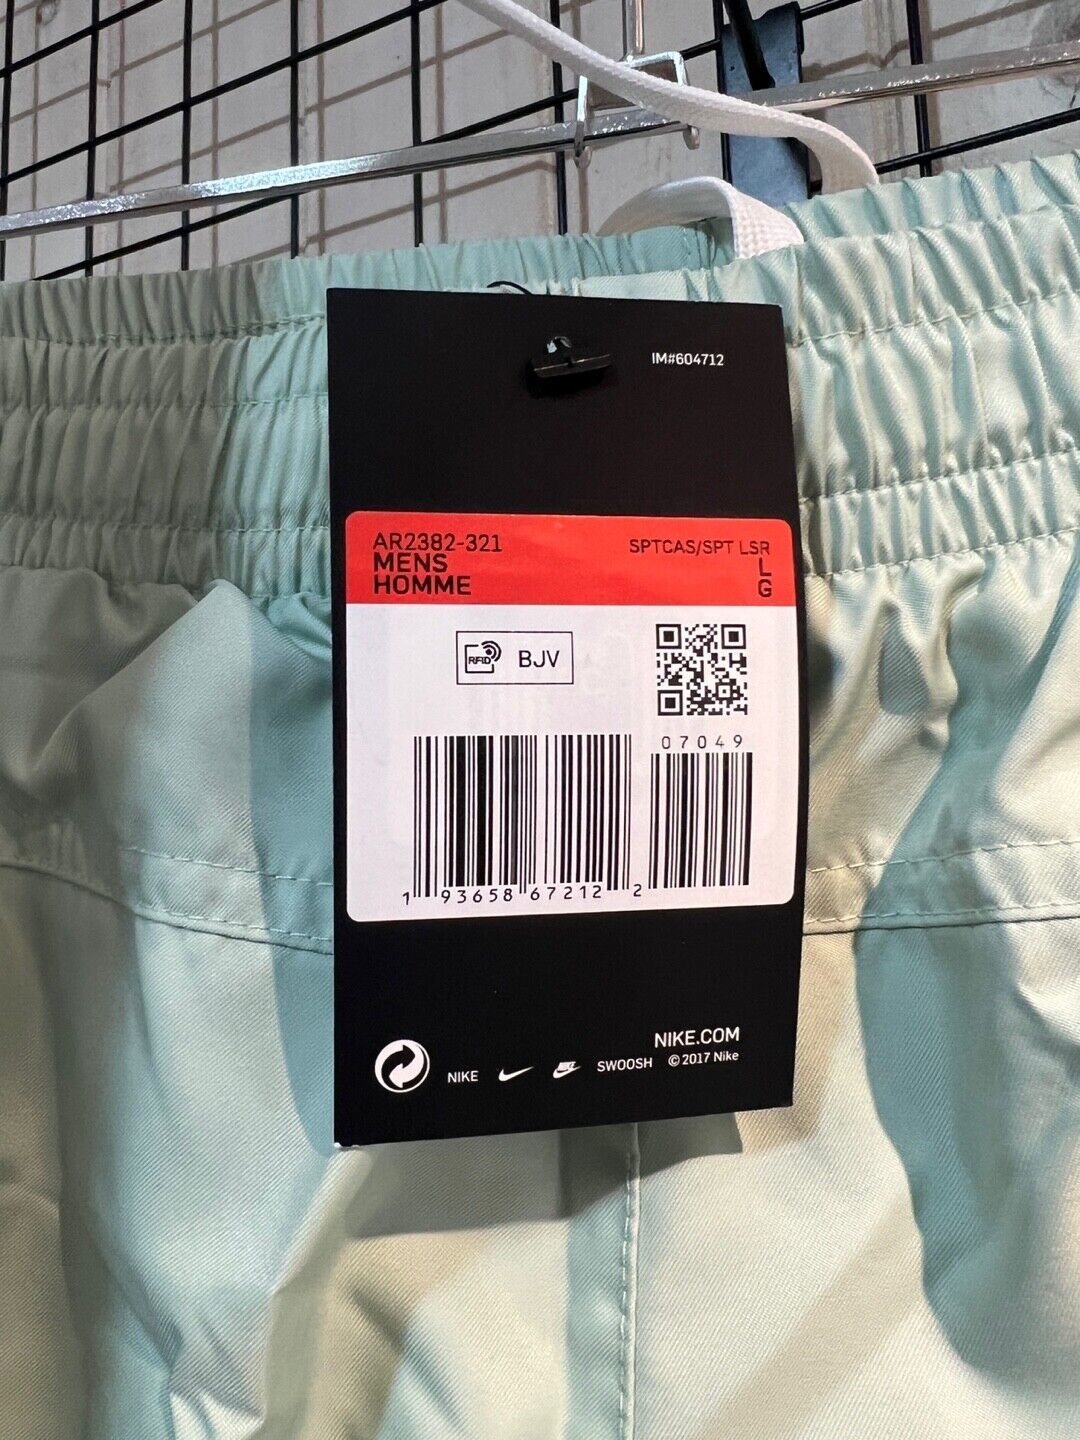 IM#604712
AR2382-321 SPTCAS/SPT LSR
MENS L
HOMME G
RFID BJV
07049
1 93658 67212 2
NIKE.COM
NIKE SWOOSH ©2017 Nike